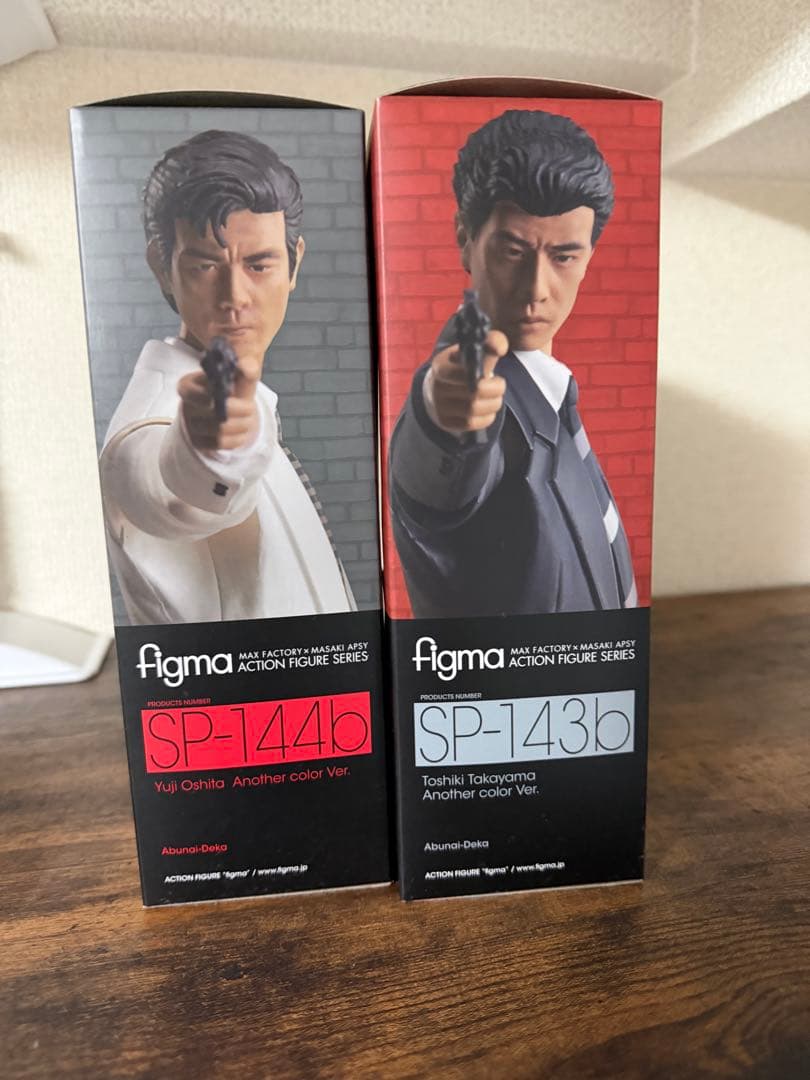 figma MAX FACTORY × MASAKI APSY
ACTION FIGURE SERIES
PRODUCTS NUMBER
SP-144b
Yuji Oshita Another color Ver.
Abunai-Deka
ACTION FIGURE "figma" / www.figma.jp
figma MAX FACTORY × MASAKI APSY
ACTION FIGURE SERIES
PRODUCTS NUMBER
SP-143b
Toshiki Takayama
Another color Ver.
Abunai-Deka
ACTION FIGURE "figma" / www.figma.jp